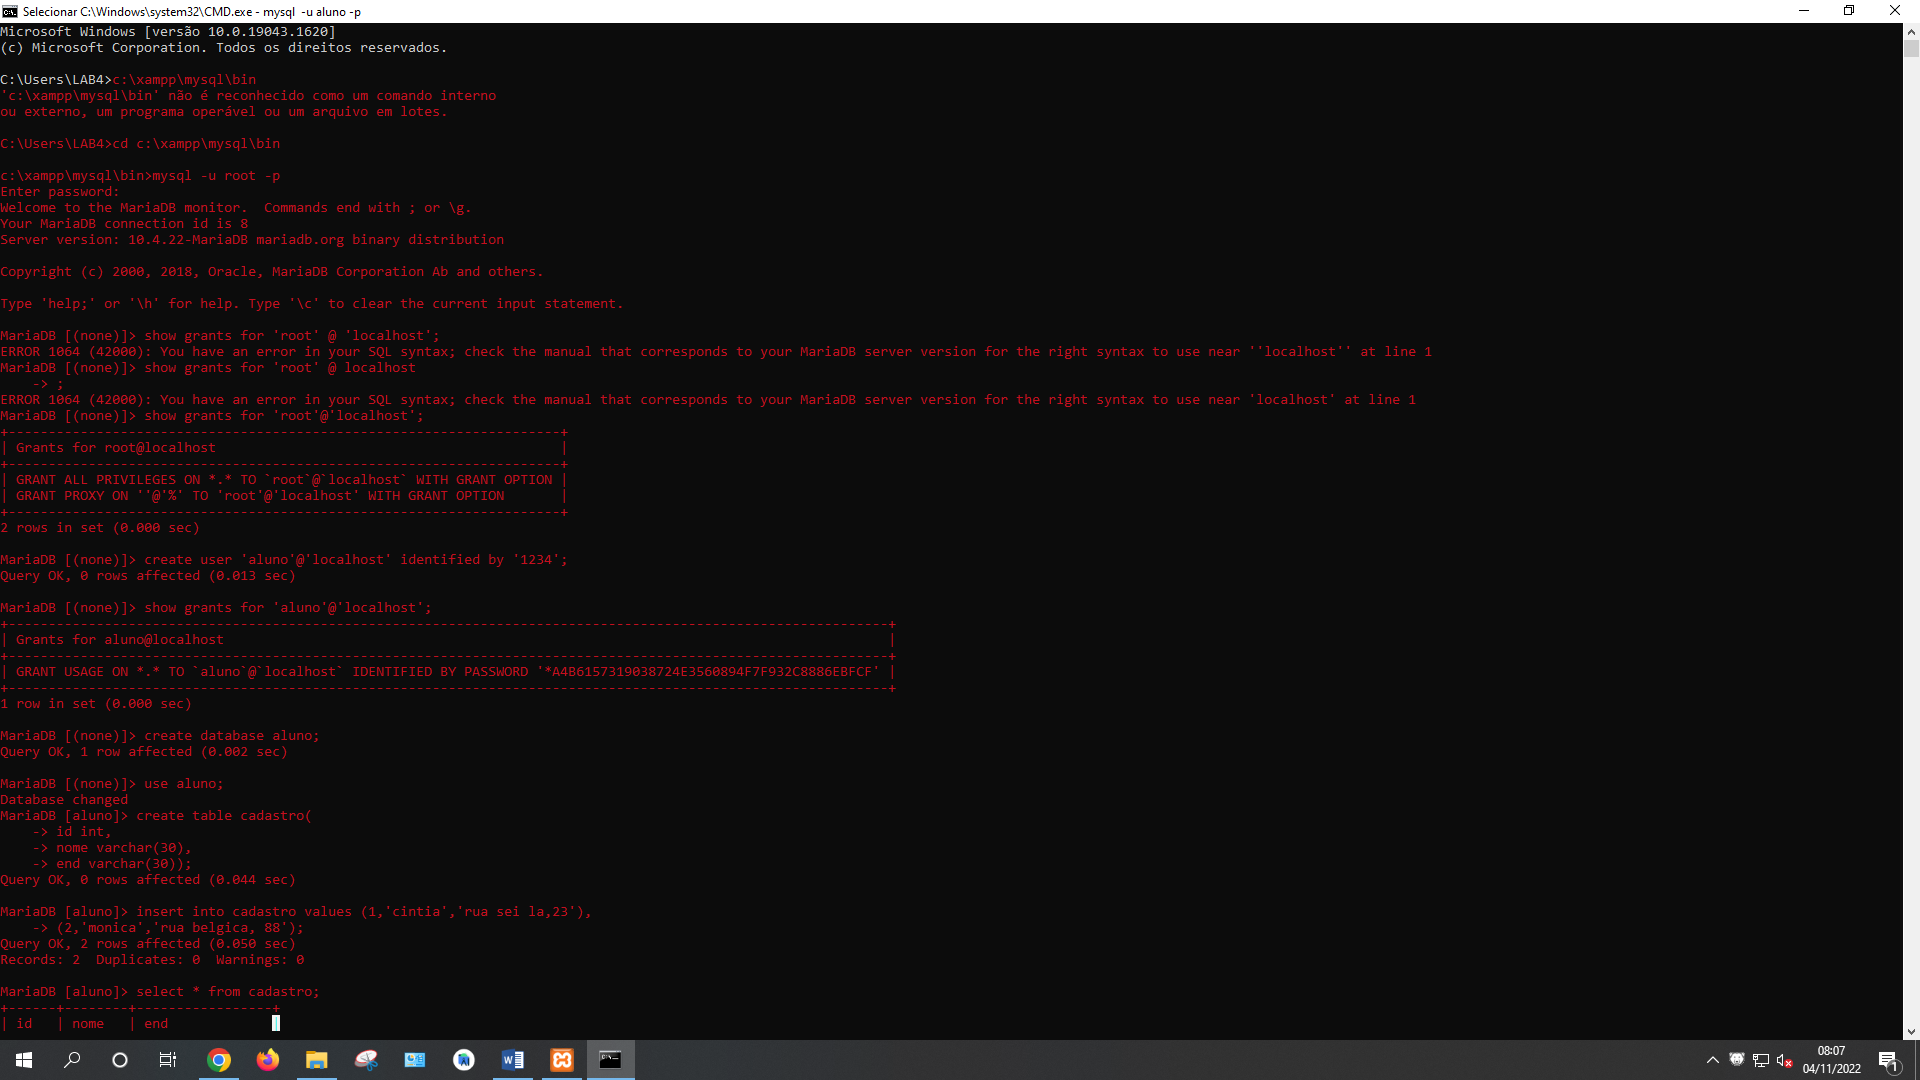 Selecionar C:\Windows\system32\CMD.exe - mysql  -u aluno -p
Microsoft Windows [versão 10.0.19043.1620]
(c) Microsoft Corporation. Todos os direitos reservados.
C:\Users\LAB4>c:\xampp\mysql\bin
'c:\xampp\mysql\bin' não é reconhecido como um comando interno
ou externo, um programa operável ou um arquivo em lotes.
C:\Users\LAB4>cd c:\xampp\mysql\bin
c:\xampp\mysql\bin>mysql -u root -p
Enter password:
Welcome to the MariaDB monitor.  Commands end with ; or \g.
Your MariaDB connection id is 8
Server version: 10.4.22-MariaDB mariadb.org binary distribution
Copyright (c) 2000, 2018, Oracle, MariaDB Corporation Ab and others.
Type 'help;' or '\h' for help. Type '\c' to clear the current input statement.
MariaDB [(none)]> show grants for 'root' @ 'localhost';
ERROR 1064 (42000): You have an error in your SQL syntax; check the manual that corresponds to your MariaDB server version for the right syntax to use near ''localhost'' at line 1
MariaDB [(none)]> show grants for 'root' @ localhost
    -> ;
ERROR 1064 (42000): You have an error in your SQL syntax; check the manual that corresponds to your MariaDB server version for the right syntax to use near 'localhost' at line 1
MariaDB [(none)]> show grants for 'root'@'localhost';
+---------------------------------------------------------------------+
| Grants for root@localhost                                           |
+---------------------------------------------------------------------+
| GRANT ALL PRIVILEGES ON *.* TO `root`@`localhost` WITH GRANT OPTION |
| GRANT PROXY ON ''@'%' TO 'root'@'localhost' WITH GRANT OPTION       |
+---------------------------------------------------------------------+
2 rows in set (0.000 sec)
MariaDB [(none)]> create user 'aluno'@'localhost' identified by '1234';
Query OK, 0 rows affected (0.013 sec)
MariaDB [(none)]> show grants for 'aluno'@'localhost';
+--------------------------------------------------------------------------------------------------------------+
| Grants for aluno@localhost                                                                                   |
+--------------------------------------------------------------------------------------------------------------+
| GRANT USAGE ON *.* TO `aluno`@`localhost` IDENTIFIED BY PASSWORD '*A4B6157319038724E3560894F7F932C8886EBFCF' |
+--------------------------------------------------------------------------------------------------------------+
1 row in set (0.000 sec)
MariaDB [(none)]> create database aluno;
Query OK, 1 row affected (0.002 sec)
MariaDB [(none)]> use aluno;
Database changed
MariaDB [aluno]> create table cadastro(
    -> id int,
    -> nome varchar(30),
    -> end varchar(30));
Query OK, 0 rows affected (0.044 sec)
MariaDB [aluno]> insert into cadastro values (1,'cintia','rua sei la,23'),
    -> (2,'monica','rua belgica, 88');
Query OK, 2 rows affected (0.050 sec)
Records: 2  Duplicates: 0  Warnings: 0
MariaDB [aluno]> select * from cadastro;
+------+--------+-----------------+
| id   | nome   | end             |
08:07
04/11/2022
1